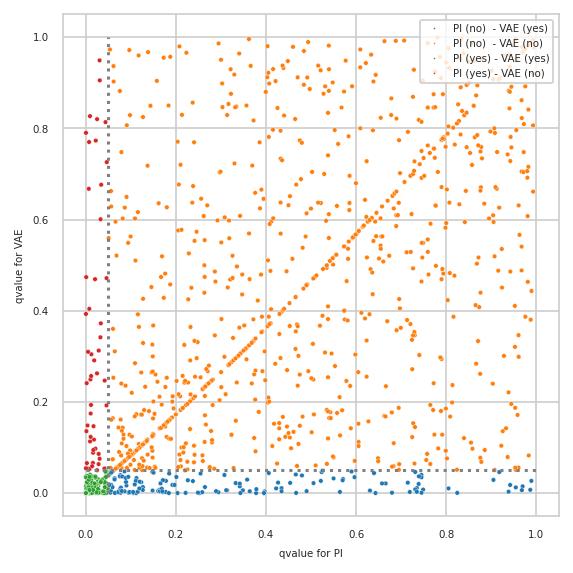 1.0
0.8
0.6
0.4
0.2
0.0
qvalue for VAE
PI (no)  - VAE (yes)
PI (no)  - VAE (no)
PI (yes) - VAE (yes)
PI (yes) - VAE (no)
0.0 0.2 0.4 0.6 0.8 1.0
qvalue for PI